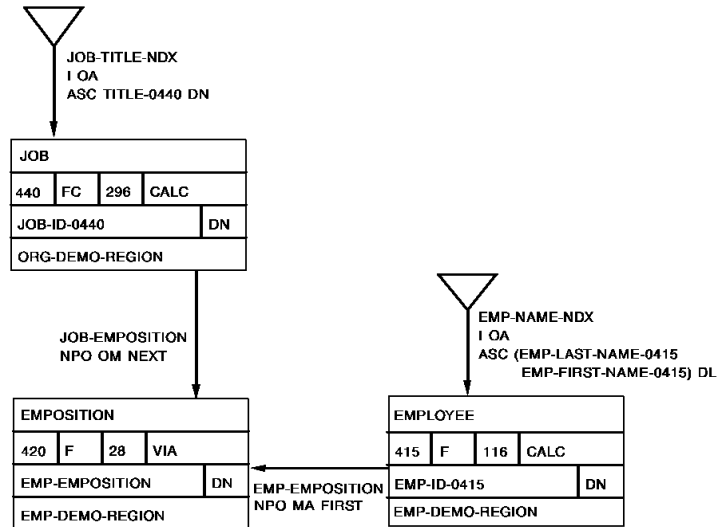 JOB-TITLE-NDX
I OA
ASC TITLE-0440 DN
JOB
440 FC 296 CALC
JOB-ID-0440 DN
ORG-DEMO-REGION
JOB-EMPOSITION
NPO OM NEXT
EMP-NAME-NDX
I OA
ASC (EMP-LAST-NAME-0415
EMP-FIRST-NAME-0415) DL
EMPOSITION
420 F 28 VIA
EMP-EMPOSITION DN
EMP-DEMO-REGION
EMP-EMPOSITION
NPO MA FIRST
EMPLOYEE
415 F 116 CALC
EMP-ID-0415 DN
EMP-DEMO-REGION